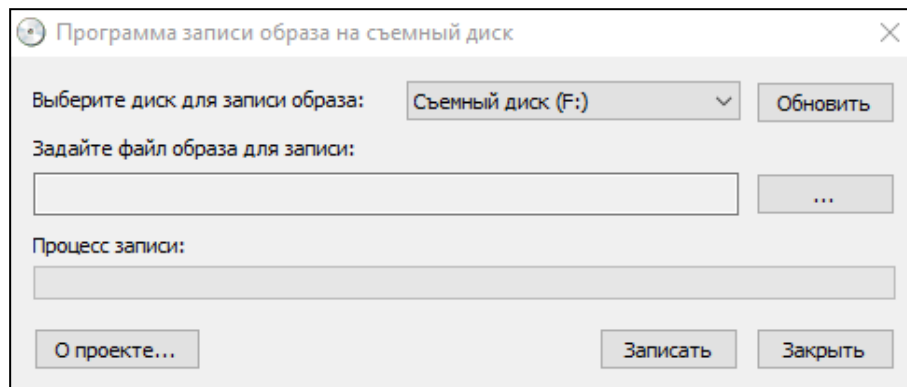 Программа записи образа на съемный диск
Выберите диск для записи образа: Съемный диск (F:) Обновить
Задайте файл образа для записи:
...
Процесс записи:
О проекте... Записать Закрыть